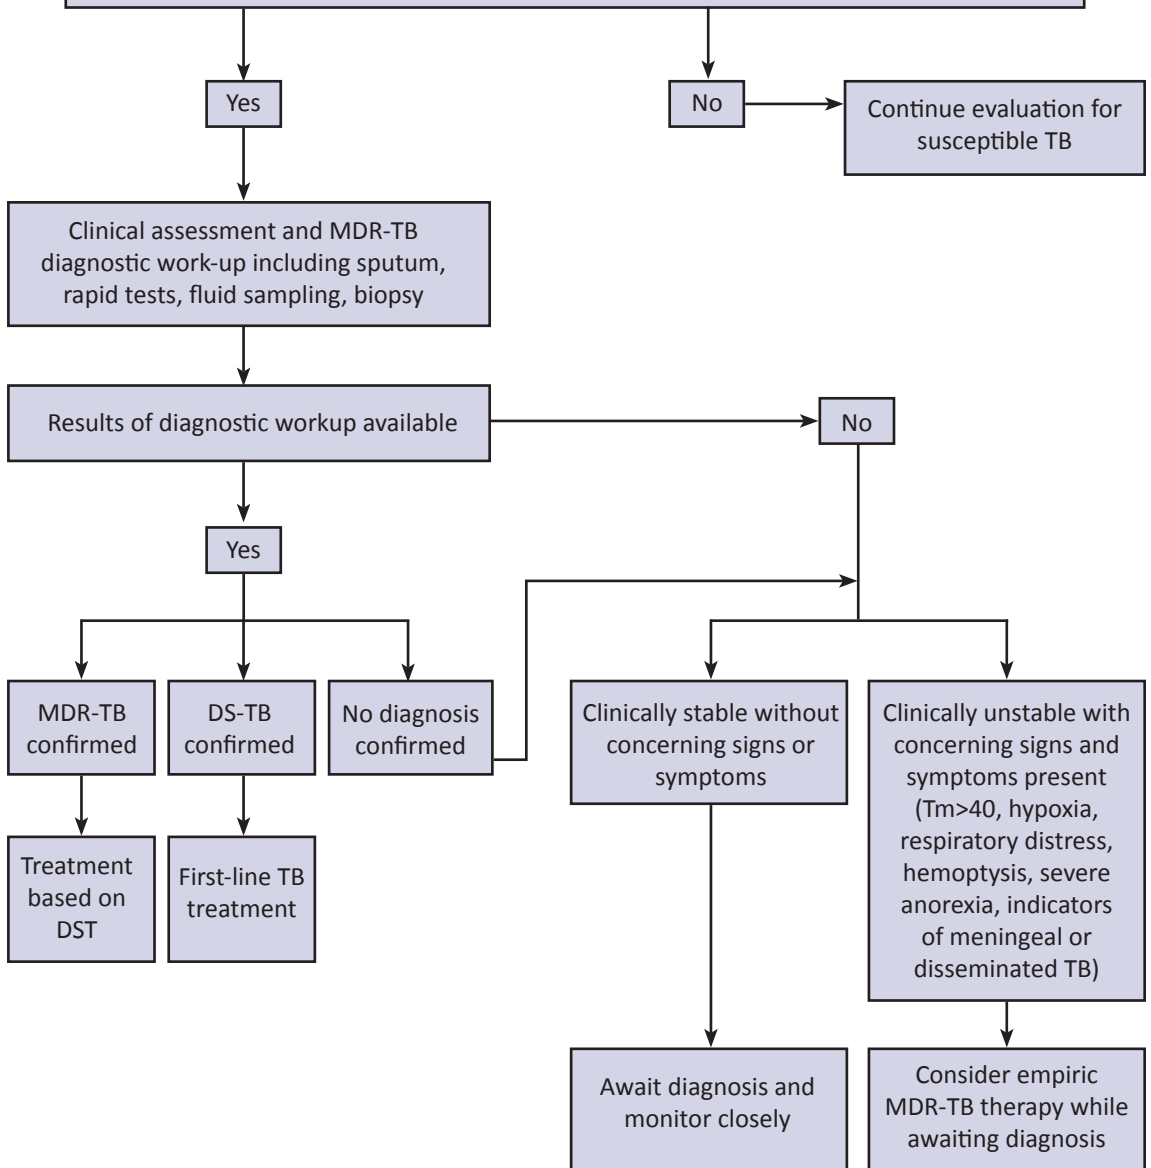 Yes
No
Continue evaluation for
susceptible TB
Clinical assessment and MDR-TB
diagnostic work-up including sputum,
rapid tests, fluid sampling, biopsy
Results of diagnostic workup available
No
Yes
MDR-TB
confirmed
DS-TB
confirmed
No diagnosis
confirmed
Clinically stable without
concerning signs or
symptoms
Clinically unstable with
concerning signs and
symptoms present
(Tm>40, hypoxia,
respiratory distress,
hemoptysis, severe
anorexia, indicators
of meningeal or
disseminated TB)
Treatment
based on
DST
First-line TB
treatment
Await diagnosis and
monitor closely
Consider empiric
MDR-TB therapy while
awaiting diagnosis